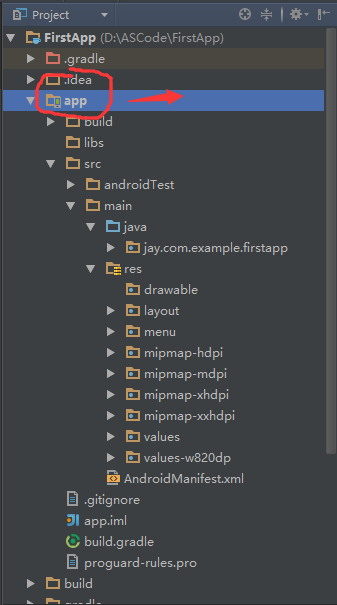 Project
FirstApp (D:\ASCode\FirstApp)
.gradle
.idea
app
build
libs
src
androidTest
main
java
jay.com.example.firstapp
res
drawable
layout
menu
mipmap-hdpi
mipmap-mdpi
mipmap-xhdpi
mipmap-xxhdpi
values
values-w820dp
AndroidManifest.xml
.gitignore
app.iml
build.gradle
proguard-rules.pro
build